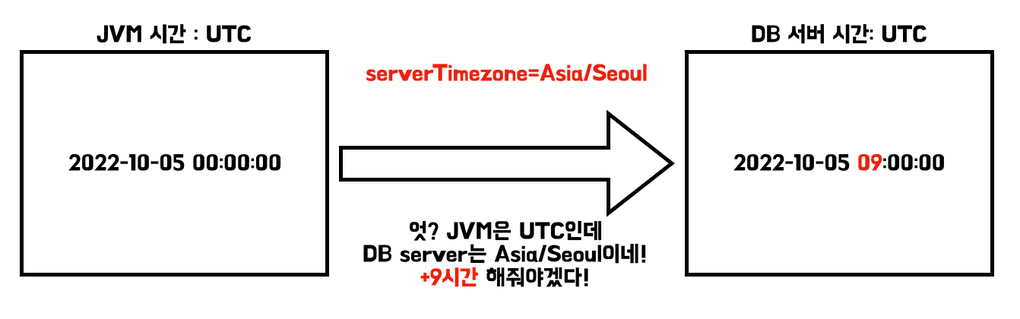 JVM 시간 : UTC
DB 서버 시간: UTC
serverTimezone=Asia/Seoul
2022-10-05 00:00:00
2022-10-05 09:00:00
엇? JVM은 UTC인데
DB server는 Asia/Seoul이네!
+9시간 해줘야겠다!